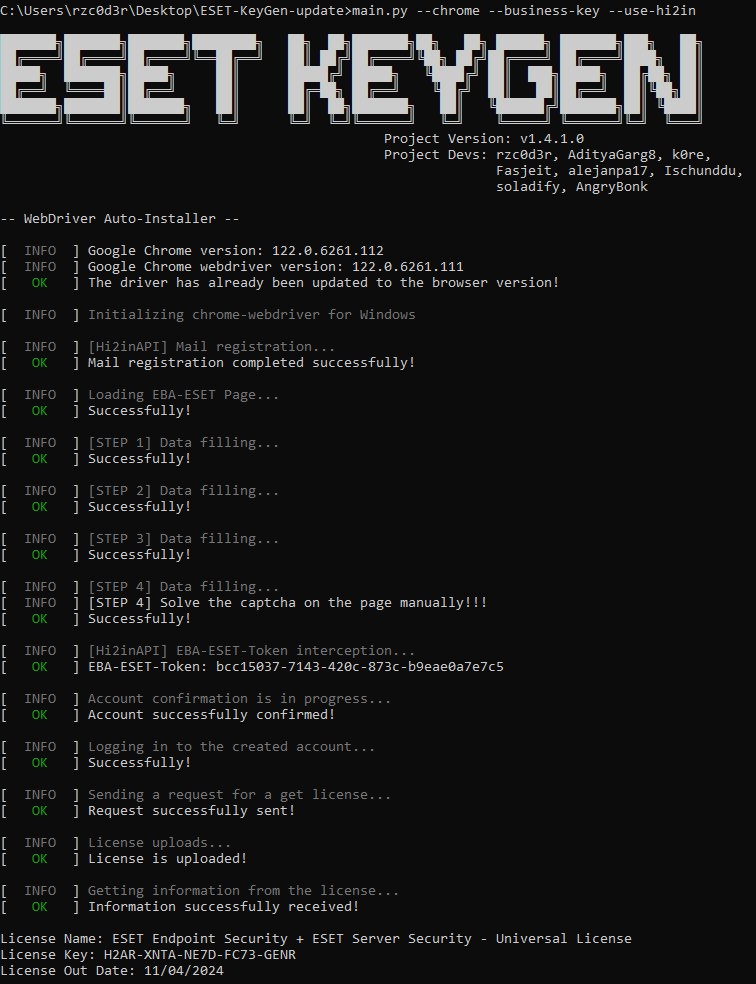 C:\Users\rzc0d3r\Desktop\ESET-KeyGen-update>main.py --chrome --business-key --use-hi2in
ESET KEYGEN
Project Version: v1.4.1.0
Project Devs: rzc0d3r, AdityaGarg8, k0re,
Fasjeit, alejanpa17, Ischunddu,
soladify, AngryBonk
-- WebDriver Auto-Installer --
[ INFO ] Google Chrome version: 122.0.6261.112
[ INFO ] Google Chrome webdriver version: 122.0.6261.111
[ OK ] The driver has already been updated to the browser version!
[ INFO ] Initializing chrome-webdriver for Windows
[ INFO ] [Hi2inAPI] Mail registration...
[ OK ] Mail registration completed successfully!
[ INFO ] Loading EBA-ESET Page...
[ OK ] Successfully!
[ INFO ] [STEP 1] Data filling...
[ OK ] Successfully!
[ INFO ] [STEP 2] Data filling...
[ OK ] Successfully!
[ INFO ] [STEP 3] Data filling...
[ OK ] Successfully!
[ INFO ] [STEP 4] Data filling...
[ INFO ] [STEP 4] Solve the captcha on the page manually!!!
[ OK ] Successfully!
[ INFO ] [Hi2inAPI] EBA-ESET-Token interception...
[ OK ] EBA-ESET-Token: bcc15037-7143-420c-873c-b9eae0a7e7c5
[ INFO ] Account confirmation is in progress...
[ OK ] Account successfully confirmed!
[ INFO ] Logging in to the created account...
[ OK ] Successfully!
[ INFO ] Sending a request for a get license...
[ OK ] Request successfully sent!
[ INFO ] License uploads...
[ OK ] License is uploaded!
[ INFO ] Getting information from the license...
[ OK ] Information successfully received!
License Name: ESET Endpoint Security + ESET Server Security - Universal License
License Key: H2AR-XNTA-NE7D-FC73-GENR
License Out Date: 11/04/2024